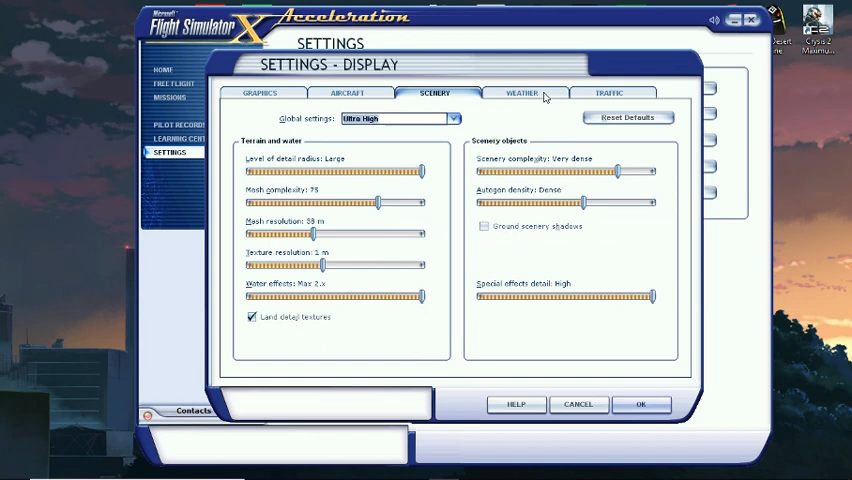 Microsoft
Flight Simulator X Acceleration
SETTINGS
HOME
FREE FLIGHT
MISSIONS
PILOT RECORDS
LEARNING CENT
SETTINGS
SETTINGS - DISPLAY
GRAPHICS
AIRCRAFT
SCENERY
WEATHER
TRAFFIC
Global settings: Ultra High
Reset Defaults
Terrain and water
Level of detail radius: Large
Mesh complexity: 75
Mesh resolution: 38 m
Texture resolution: 1 m
Water effects: Max 2.x
Land detail textures
Scenery objects
Scenery complexity: Very dense
Autogen density: Dense
Ground scenery shadows
Special effects detail: High
HELP
CANCEL
OK
Contacts
Desert
Crysis 2
Maximu...